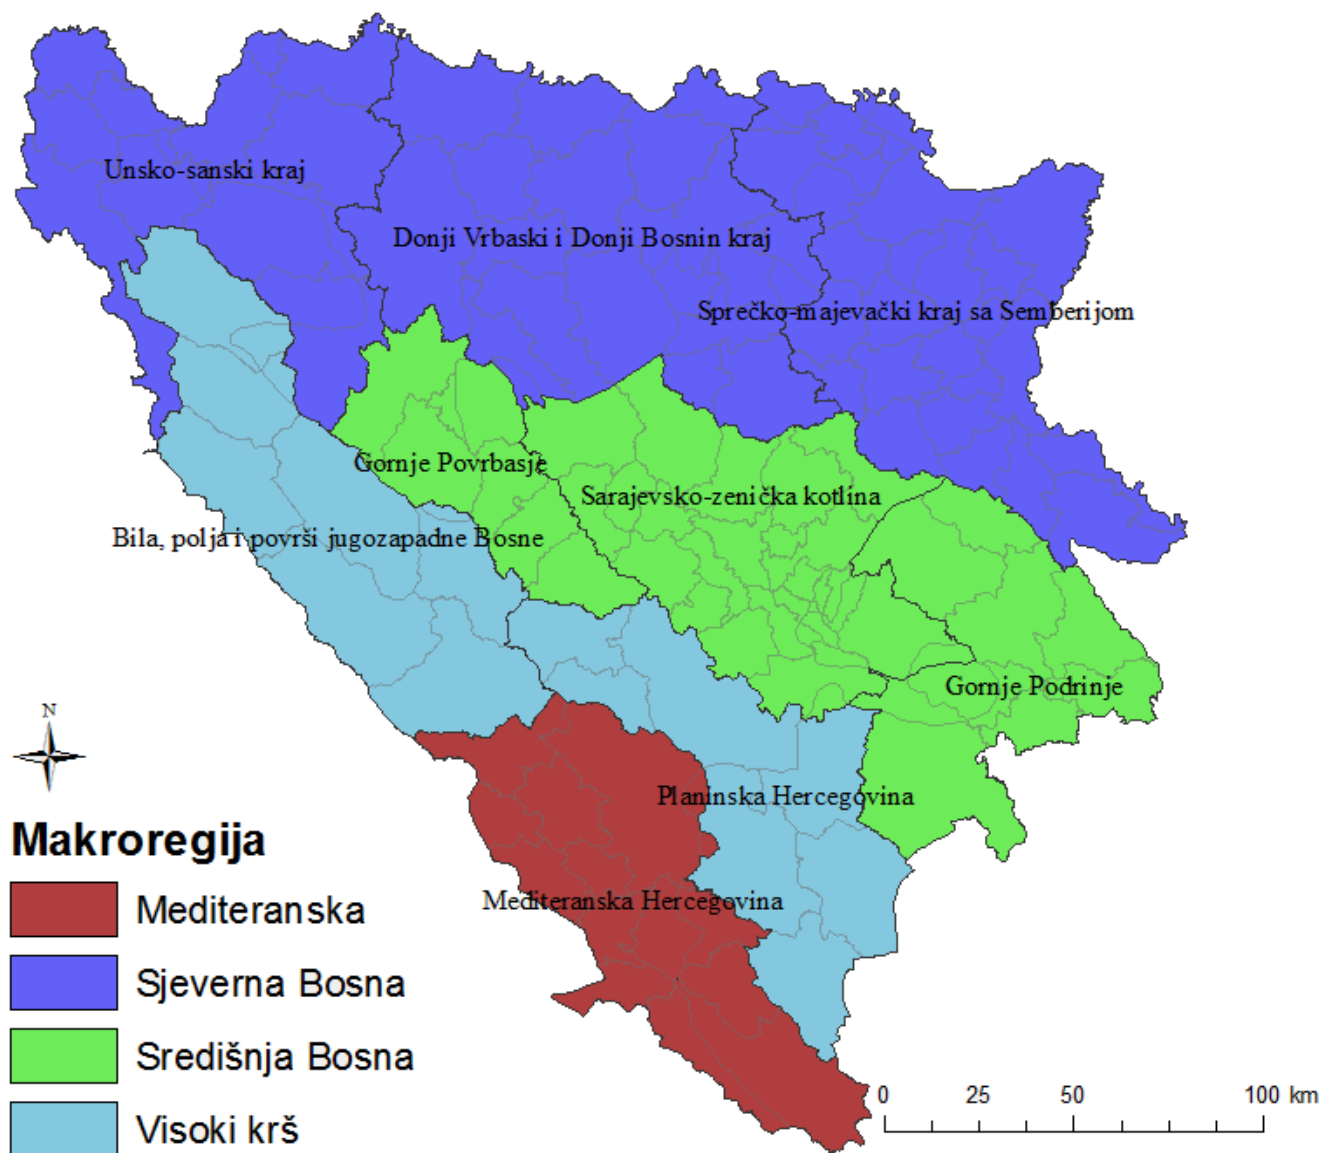 Unsko-sanski kraj
Donji Vrbaski i Donji Bosnin kraj
Sprečko-majevački kraj sa Semberijom
Gornje Povrbasje
Sarajevsko-zenička kotlina
Bila, polja i površi jugozapadne Bosne
Gornje Podrinje
Planinska Hercegovina
Mediteranska Hercegovina
N
Makroregija
Mediteranska
Sjeverna Bosna
Središnja Bosna
Visoki krš
0 25 50 100 km